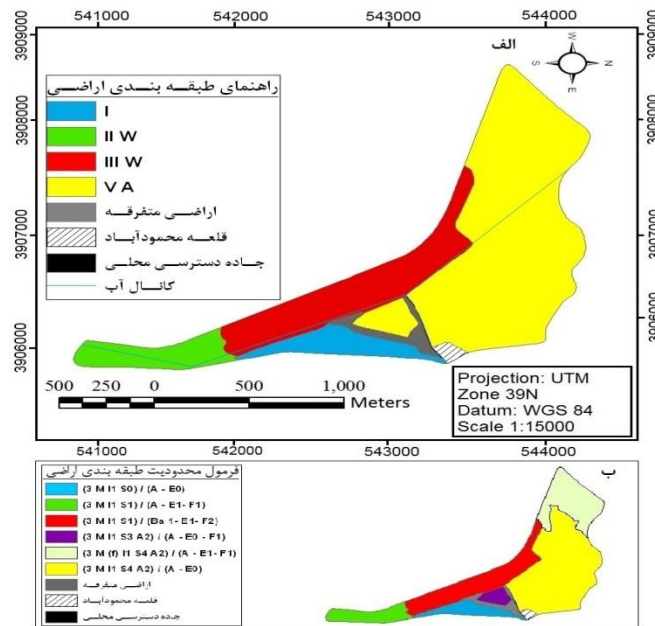 541000 542000 543000 544000
3909000 3908000 3907000 3906000
3909000 3908000 3907000 3906000
الف
W N S E
راهنمای طبقه بندی اراضی
I
II W
III W
V A
اراضی متفرقه
قلعه محمودآباد
جاده دسترسی محلی
کانال آب
500 250 0 500 1,000
Meters
Projection: UTM
Zone 39N
Datum: WGS 84
Scale 1:15000
541000 542000 543000 544000
ب
فرمول محدودیت طبقه بندی اراضی
(3 M I1 S0) / (A - E0)
(3 M I1 S1) / (A - E1- F1)
(3 M I1 S1) / (Ba 1- E1- F2)
(3 M I1 S3 A2) / (A - E0 - F1)
(3 M (f) I1 S4 A2) / (A - E1- F1)
(3 M I1 S4 A2) / (A - E0)
اراضی متفرقه
قلعه محمودآباد
جاده دسترسی محلی